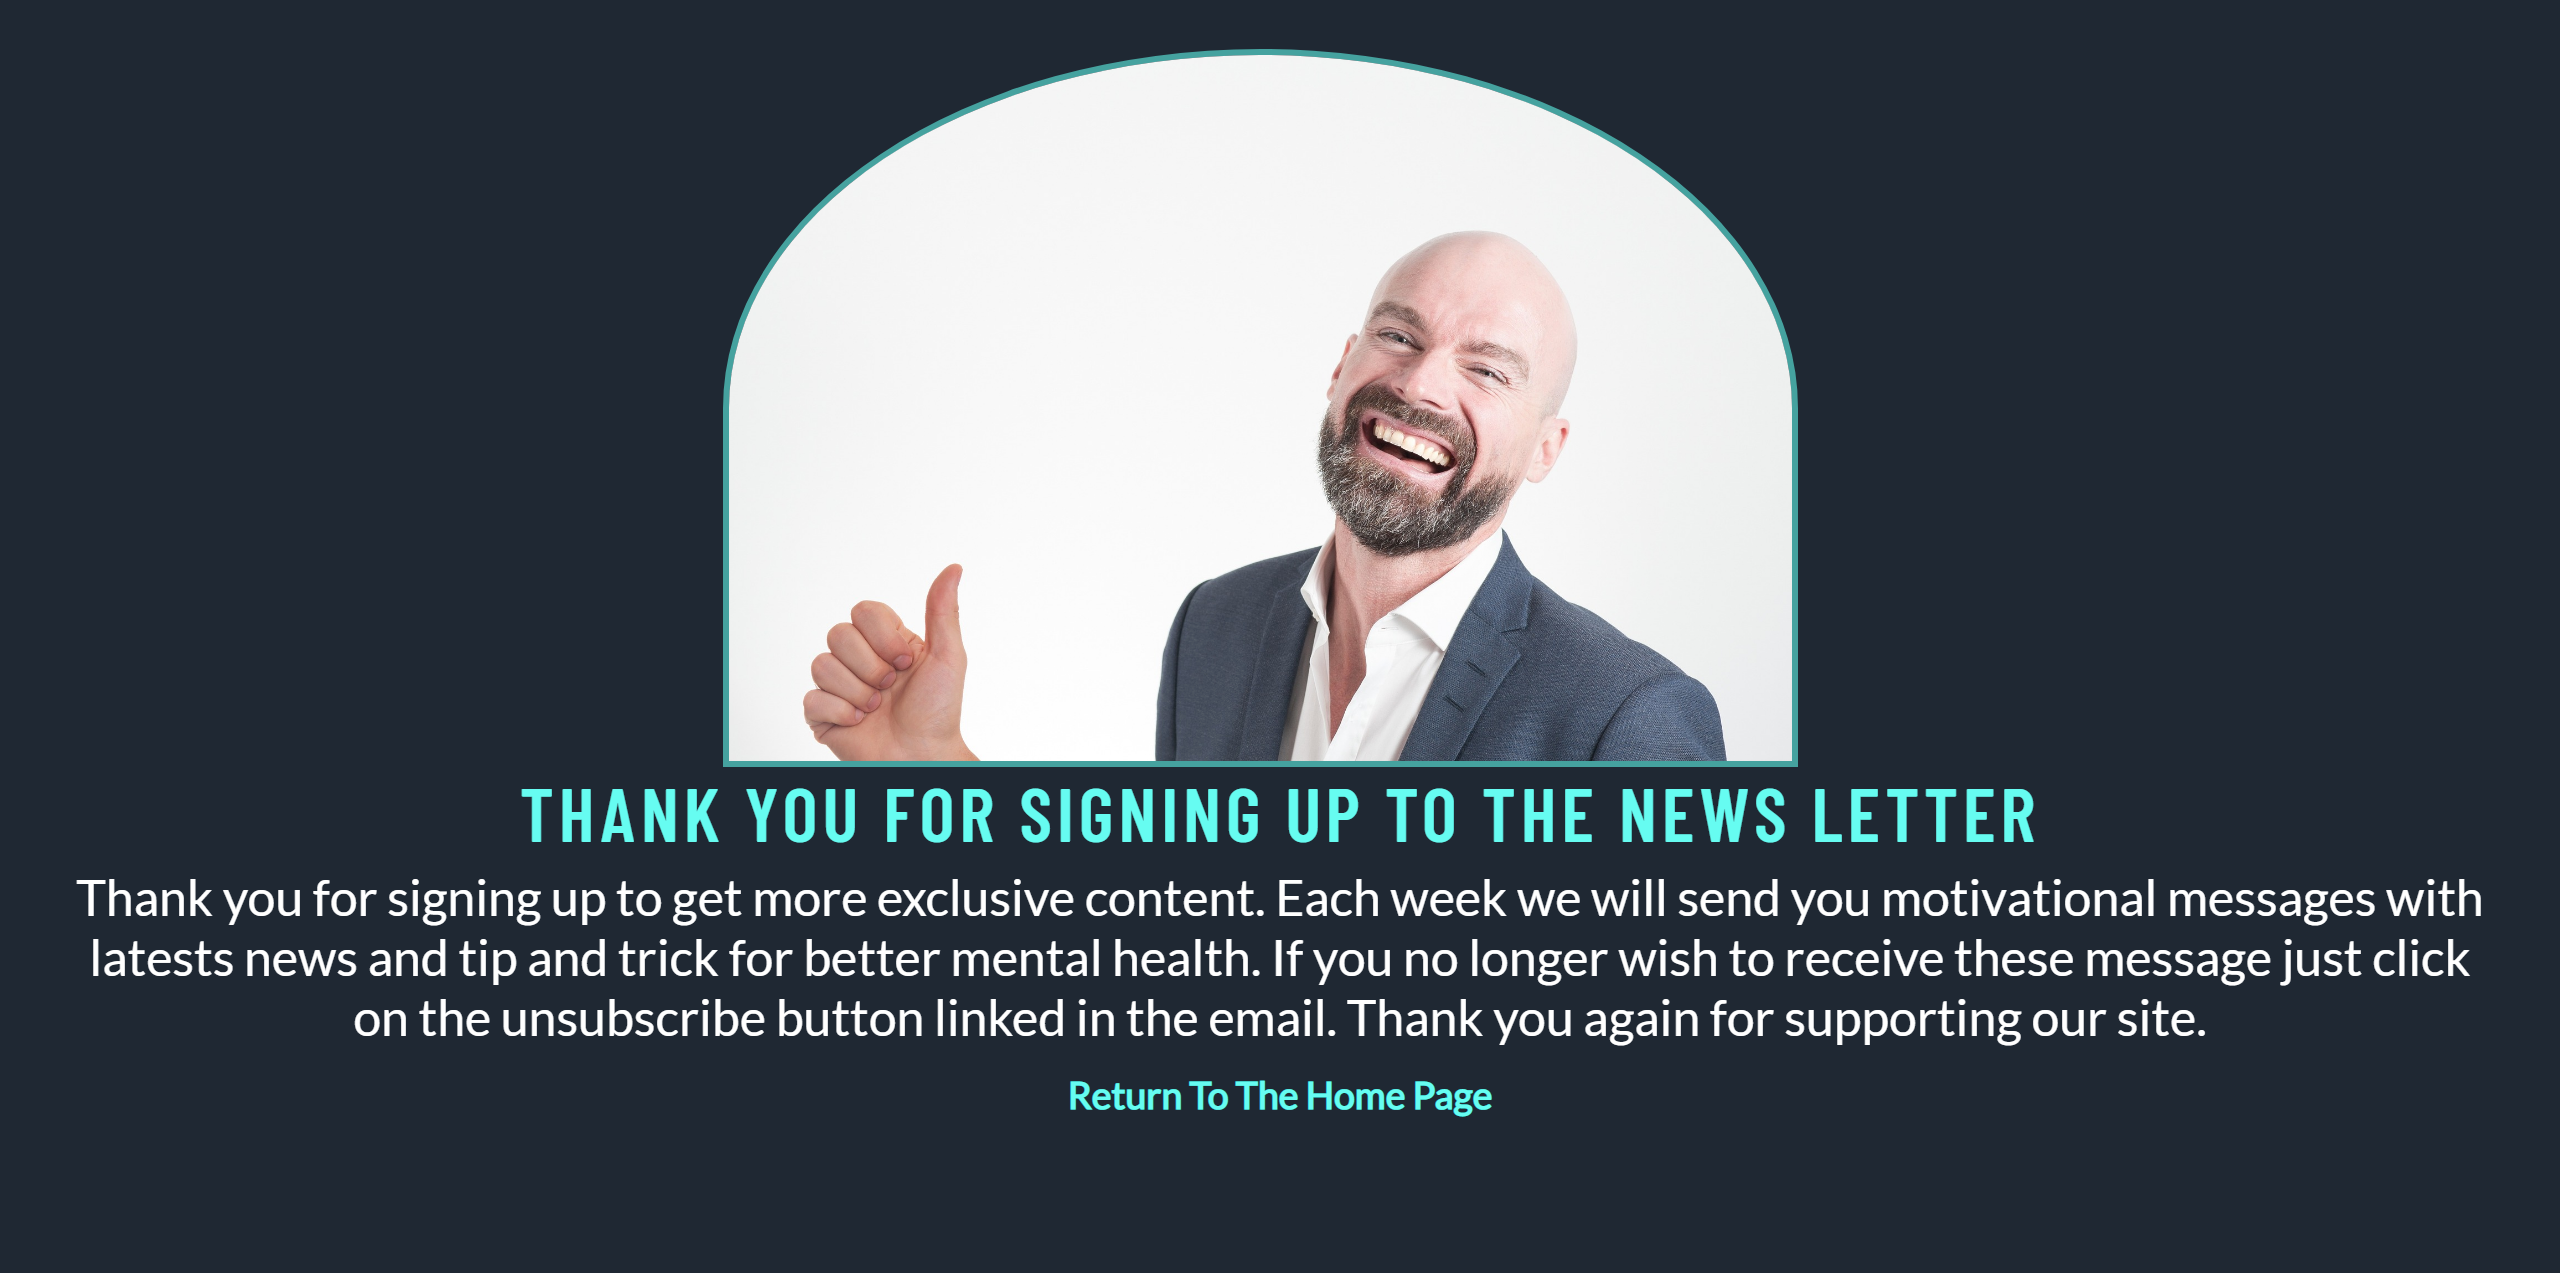 THANK YOU FOR SIGNING UP TO THE NEWS LETTER
Thank you for signing up to get more exclusive content. Each week we will send you motivational messages with
latests news and tip and trick for better mental health. If you no longer wish to receive these message just click
on the unsubscribe button linked in the email. Thank you again for supporting our site.
Return To The Home Page